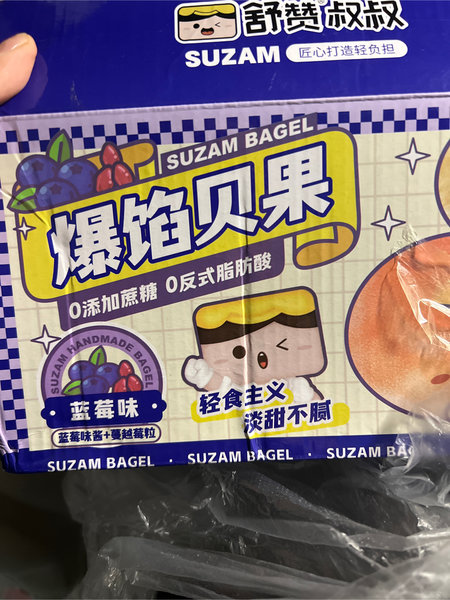 舒赞叔叔
SUZAM 匠心打造轻负担
SUZAM BAGEL
爆馅贝果
0添加蔗糖 0反式脂肪酸
SUZAM HANDMADE BAGEL
蓝莓味
蓝莓味酱+蔓越莓粒
轻食主义
淡甜不腻
SUZAM BAGEL · SUZAM BAGEL · SUZAM BAG